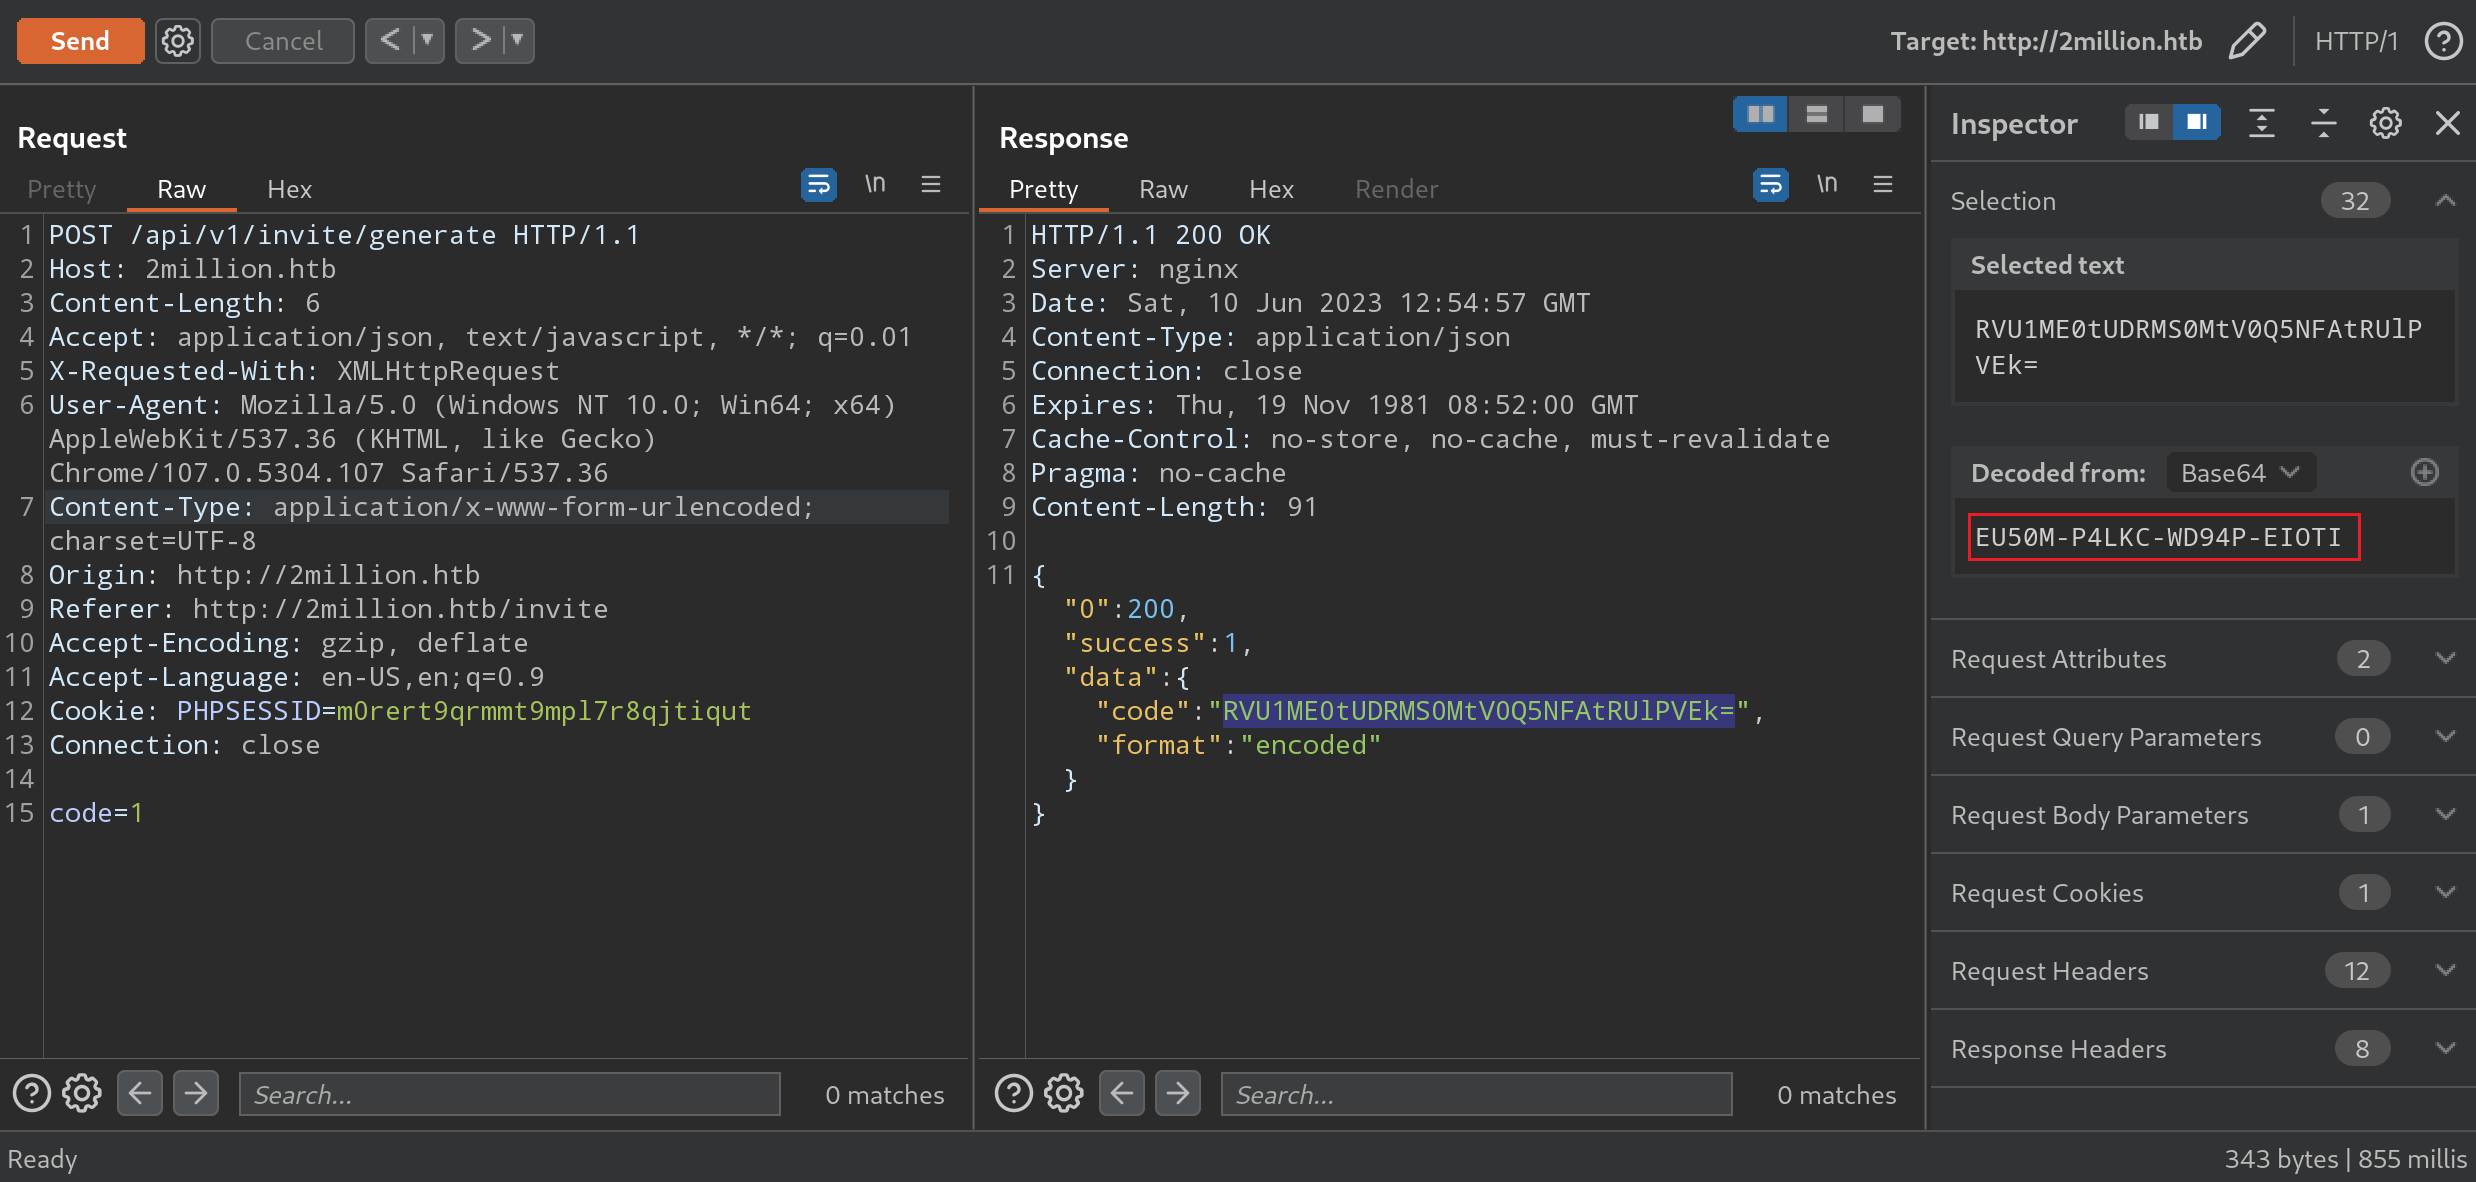 Send
Cancel
Target: http://2million.htb
HTTP/1
Request
Pretty
Raw
Hex
\n
1 POST /api/v1/invite/generate HTTP/1.1
2 Host: 2million.htb
3 Content-Length: 6
4 Accept: application/json, text/javascript, */*; q=0.01
5 X-Requested-With: XMLHttpRequest
6 User-Agent: Mozilla/5.0 (Windows NT 10.0; Win64; x64)
AppleWebKit/537.36 (KHTML, like Gecko)
Chrome/107.0.5304.107 Safari/537.36
7 Content-Type: application/x-www-form-urlencoded;
charset=UTF-8
8 Origin: http://2million.htb
9 Referer: http://2million.htb/invite
10 Accept-Encoding: gzip, deflate
11 Accept-Language: en-US,en;q=0.9
12 Cookie: PHPSESSID=m0rert9qrmmt9mpl7r8qjtiqut
13 Connection: close
14
15 code=1
Search...
0 matches
Response
Pretty
Raw
Hex
Render
\n
1 HTTP/1.1 200 OK
2 Server: nginx
3 Date: Sat, 10 Jun 2023 12:54:57 GMT
4 Content-Type: application/json
5 Connection: close
6 Expires: Thu, 19 Nov 1981 08:52:00 GMT
7 Cache-Control: no-store, no-cache, must-revalidate
8 Pragma: no-cache
9 Content-Length: 91
10
11 {
"0":200,
"success":1,
"data":{
"code":"RVU1ME0tUDRMS0MtV0Q5NFAtRUlPVEk=",
"format":"encoded"
}
}
Search...
0 matches
Inspector
Selection 32
Selected text
RVU1ME0tUDRMS0MtV0Q5NFAtRUlP
VEk=
Decoded from: Base64
EU50M-P4LKC-WD94P-EIOTI
Request Attributes 2
Request Query Parameters 0
Request Body Parameters 1
Request Cookies 1
Request Headers 12
Response Headers 8
Ready
343 bytes | 855 millis